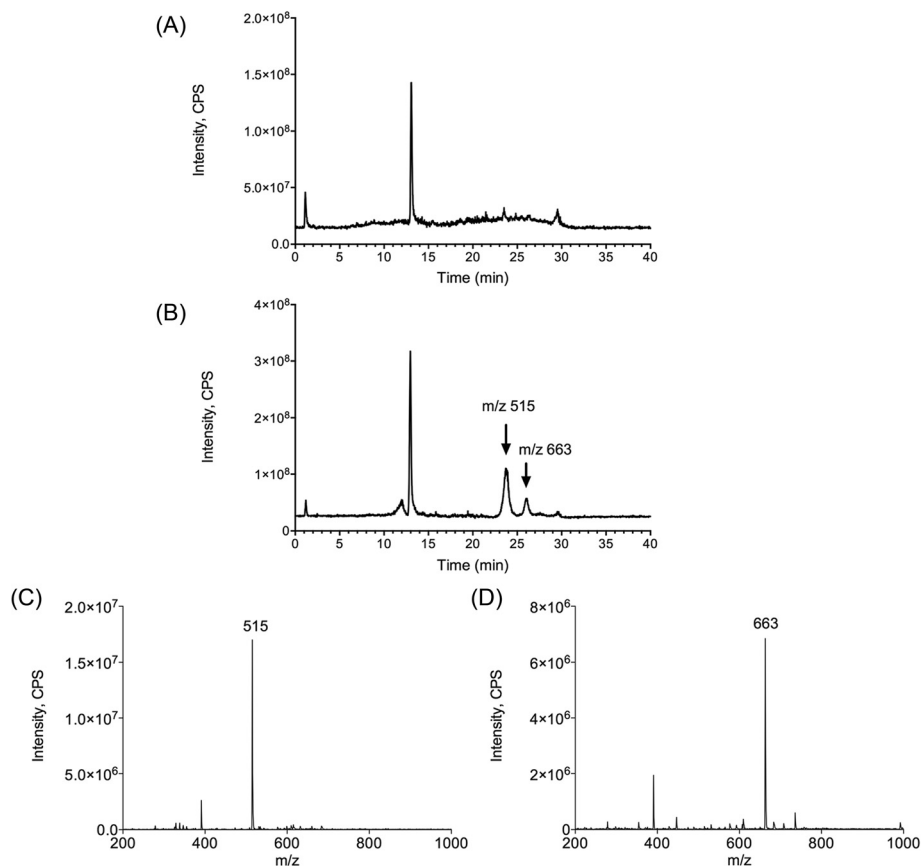 (A)
2.0×10⁸
1.5×10⁸
1.0×10⁸
5.0×10⁷
0.0
Intensity, CPS
0 5 10 15 20 25 30 35 40
Time (min)
(B)
4×10⁸
3×10⁸
2×10⁸
1×10⁸
0
Intensity, CPS
m/z 515
m/z 663
0 5 10 15 20 25 30 35 40
Time (min)
(C)
2.0×10⁷
1.5×10⁷
1.0×10⁷
5.0×10⁶
0.0
Intensity, CPS
515
200 400 600 800 1000
m/z
(D)
8×10⁶
6×10⁶
4×10⁶
2×10⁶
0
Intensity, CPS
663
200 400 600 800 1000
m/z